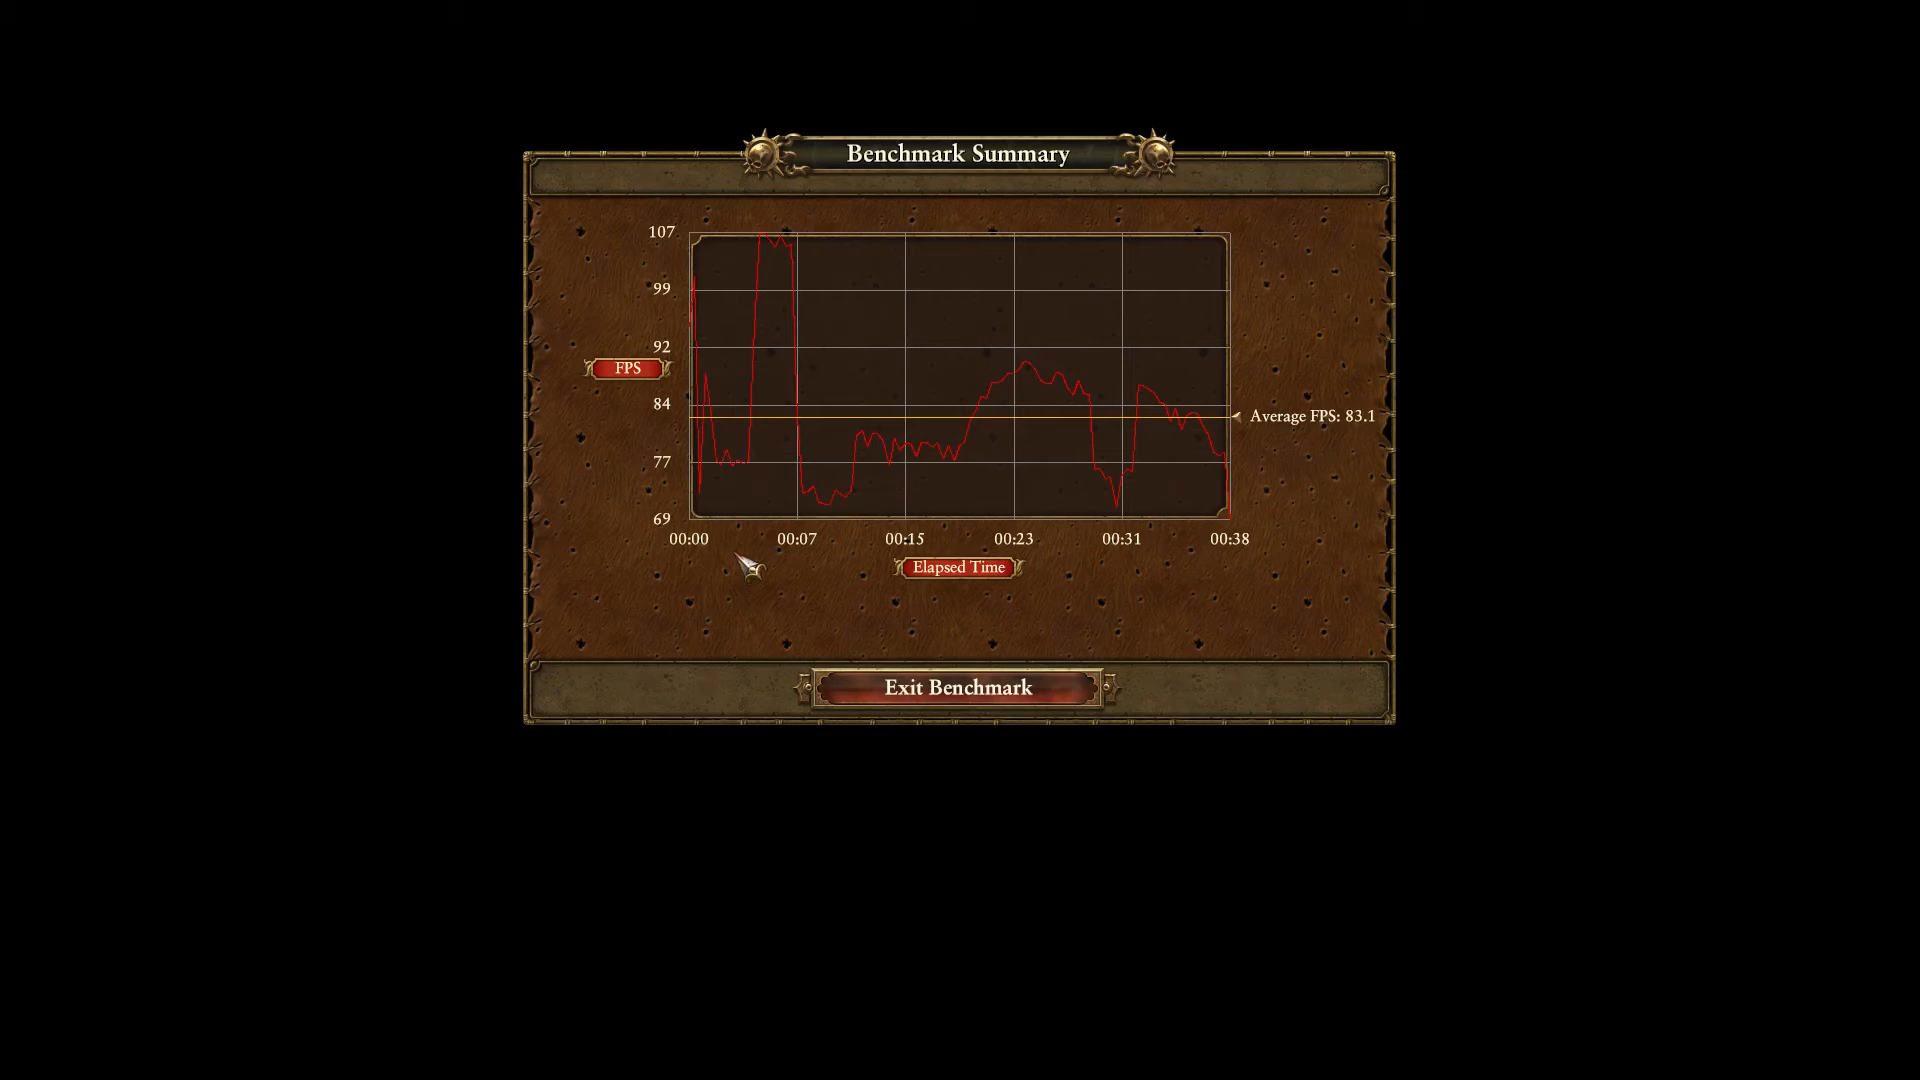 Benchmark Summary
107
99
92
FPS
84
Average FPS: 83.1
77
69
00:00 00:07 00:15 00:23 00:31 00:38
Elapsed Time
Exit Benchmark